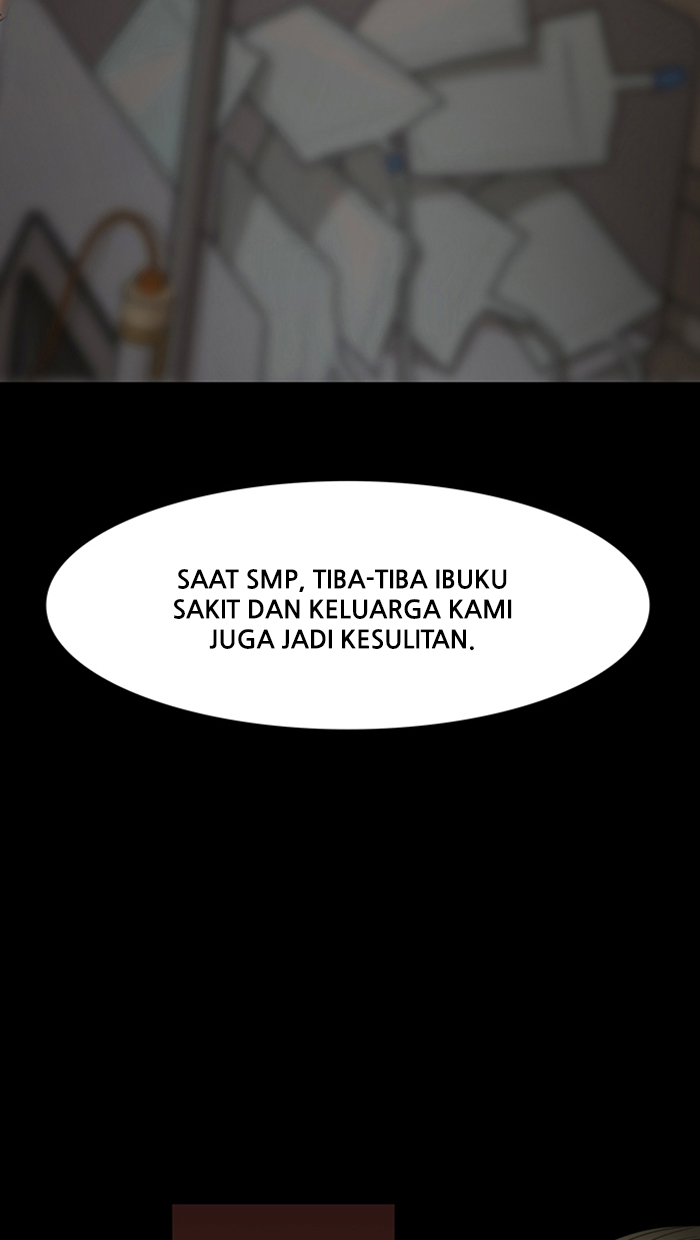 SAAT SMP, TIBA-TIBA IBUKU
SAKIT DAN KELUARGA KAMI
JUGA JADI KESULITAN.